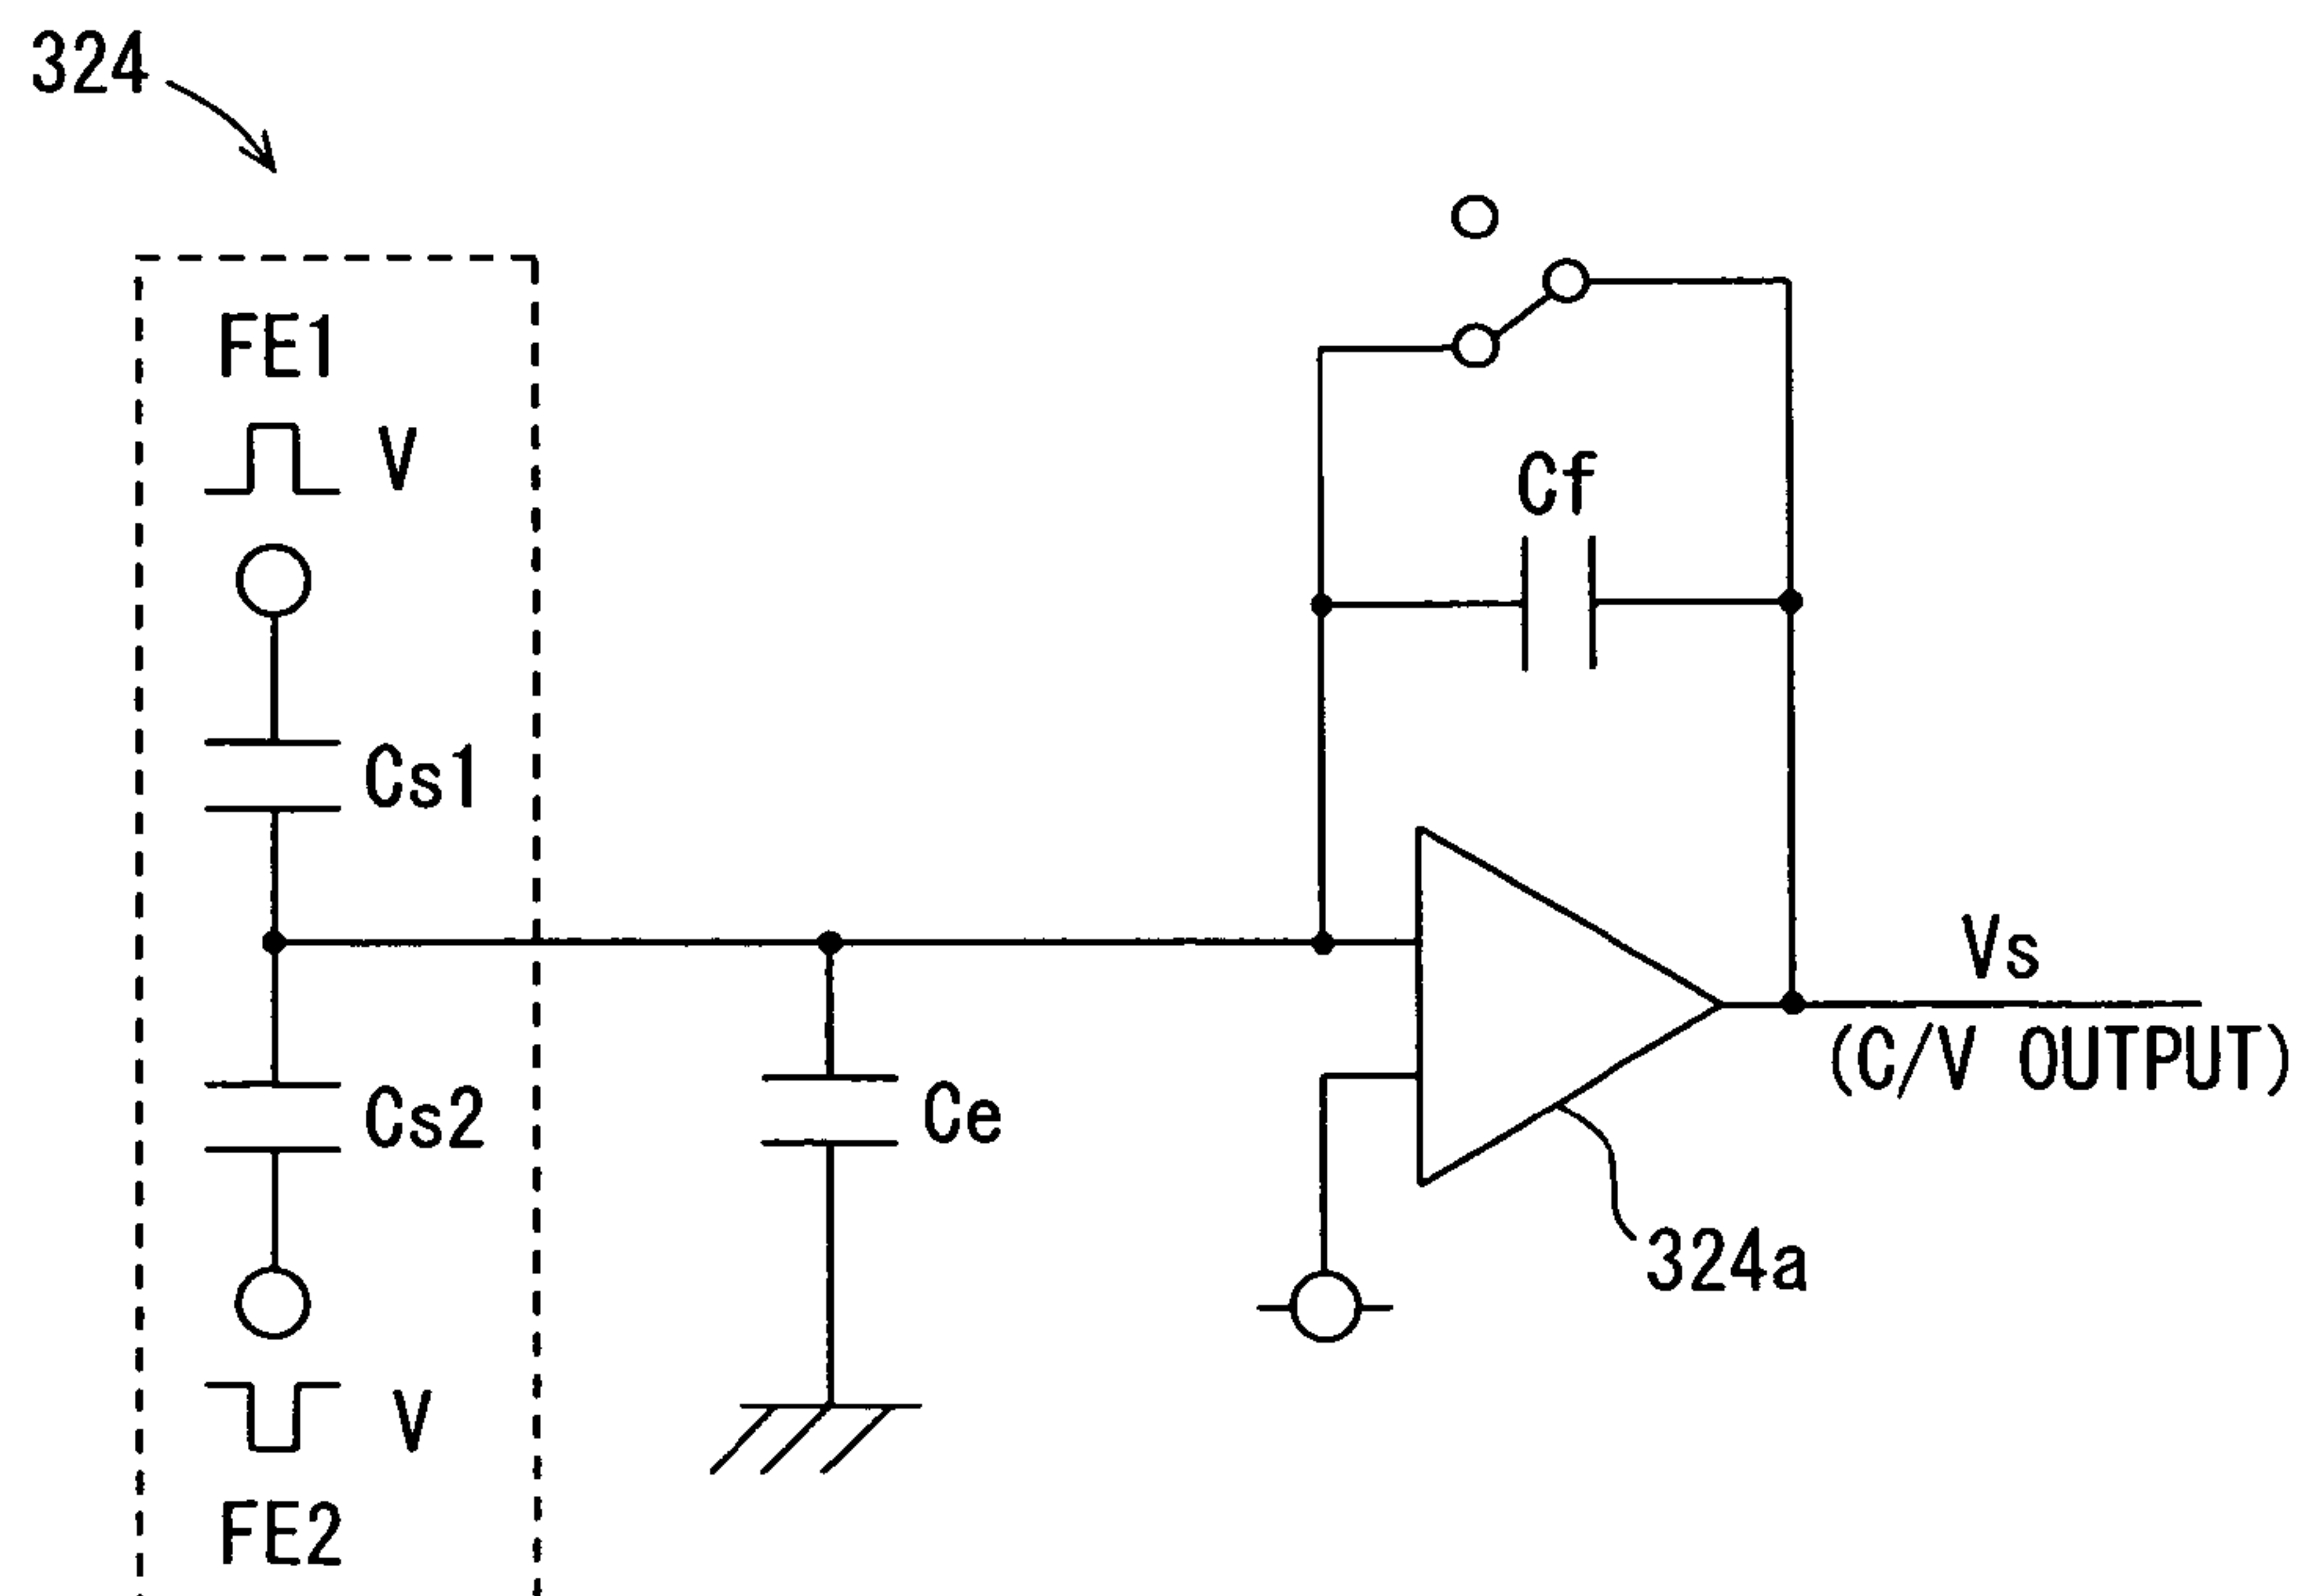 324
FE1
V
Cf
Cs1
Vs
(C/V OUTPUT)
Cs2
Ce
324a
V
FE2